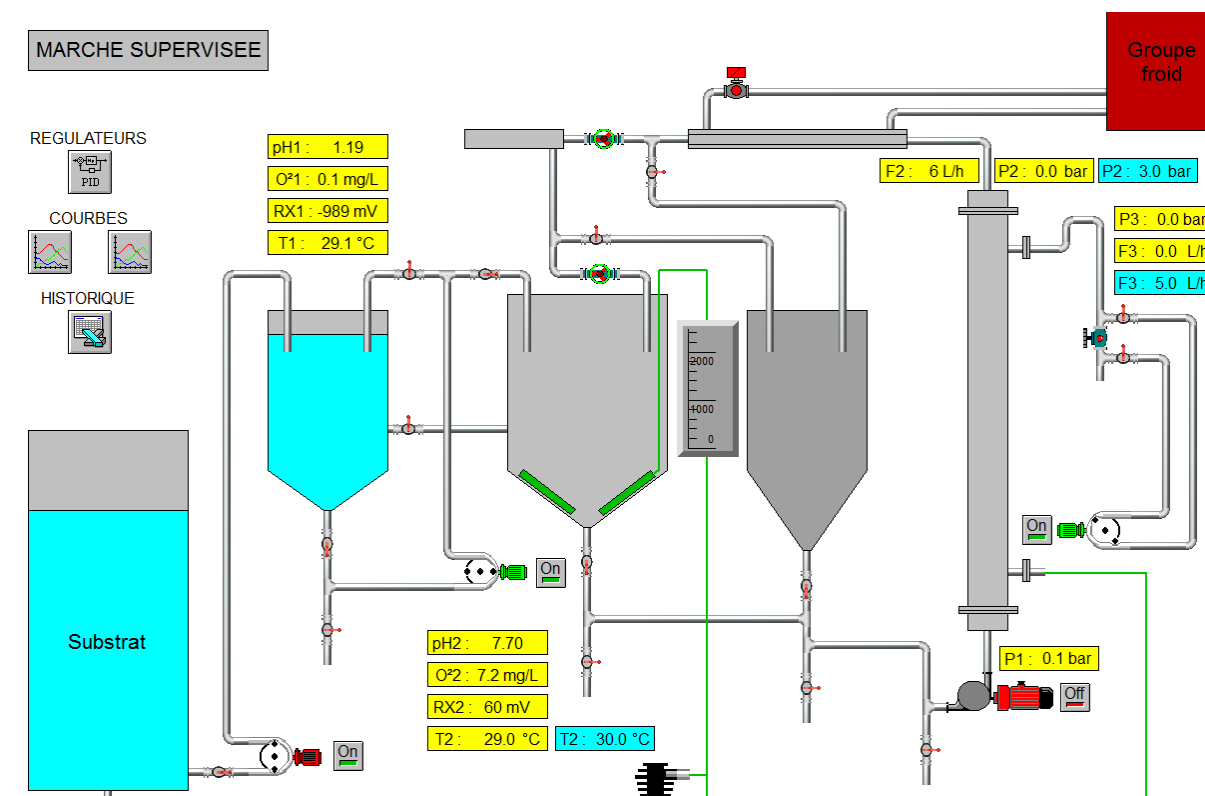 MARCHE SUPERVISEE
Groupe
froid
REGULATEURS
PID
COURBES
HISTORIQUE
pH1 : 1.19
O²1 : 0.1 mg/L
RX1 : -989 mV
T1 : 29.1 °C
F2 : 6 L/h
P2 : 0.0 bar
P2 : 3.0 bar
P3 : 0.0 bar
F3 : 0.0 L/h
F3 : 5.0 L/h
2000
1000
0
On
On
Substrat
pH2 : 7.70
O²2 : 7.2 mg/L
RX2 : 60 mV
T2 : 29.0 °C
T2 : 30.0 °C
P1 : 0.1 bar
Off
On